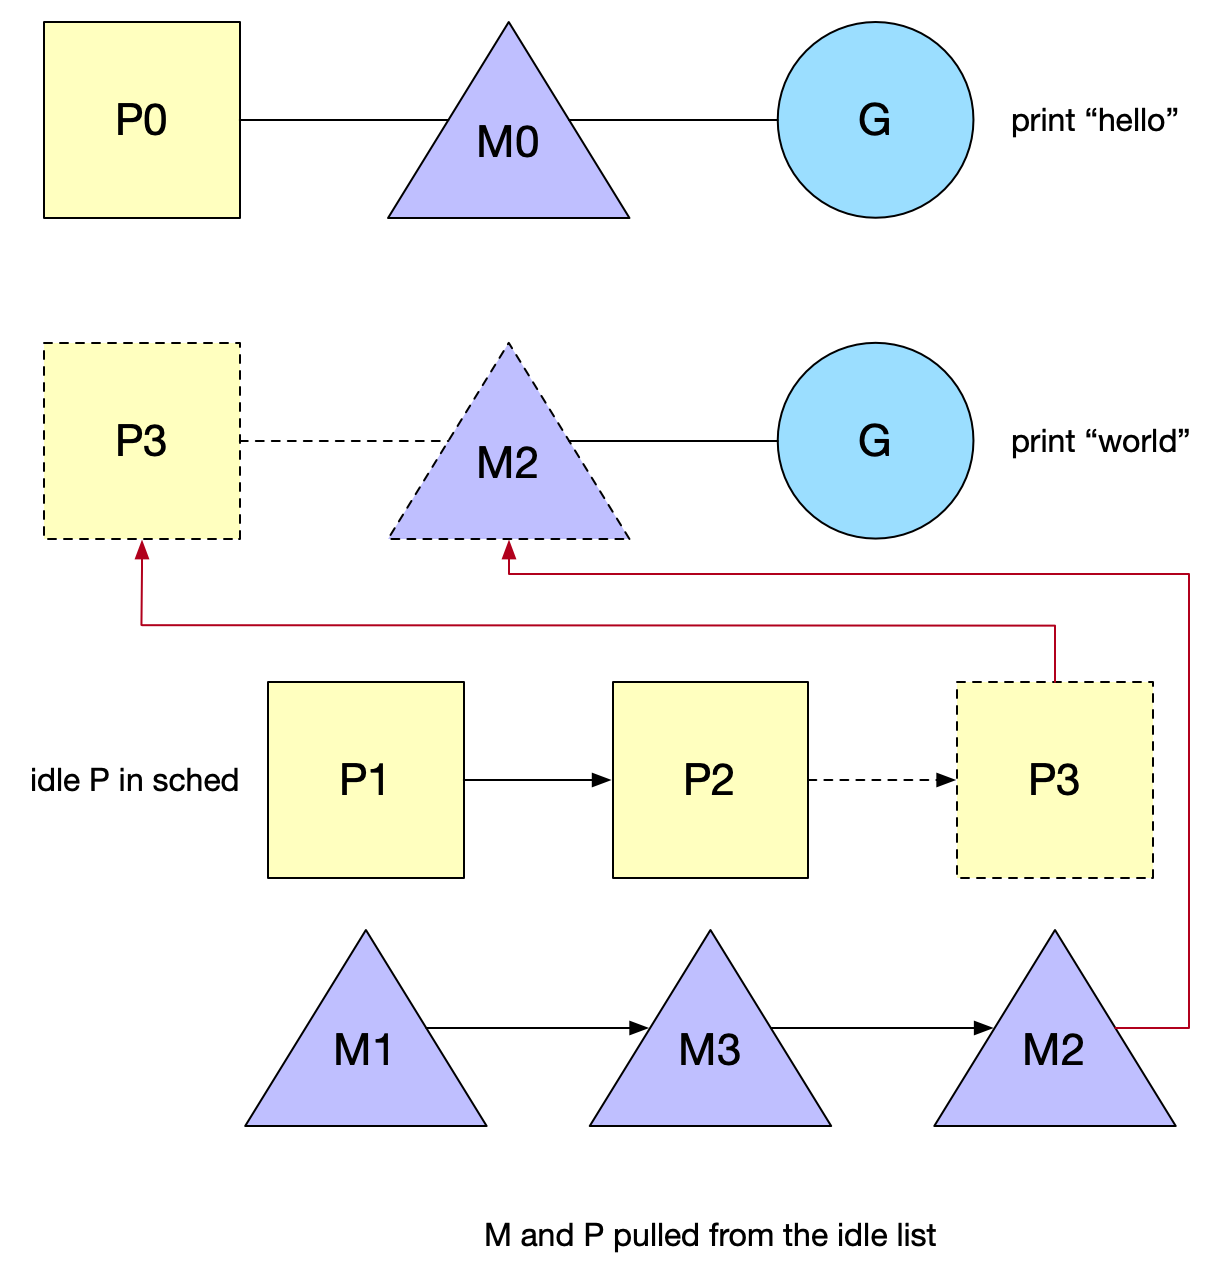 P0
M0
G
print “hello”
P3
M2
G
print “world”
idle P in sched
P1
P2
P3
M1
M3
M2
M and P pulled from the idle list